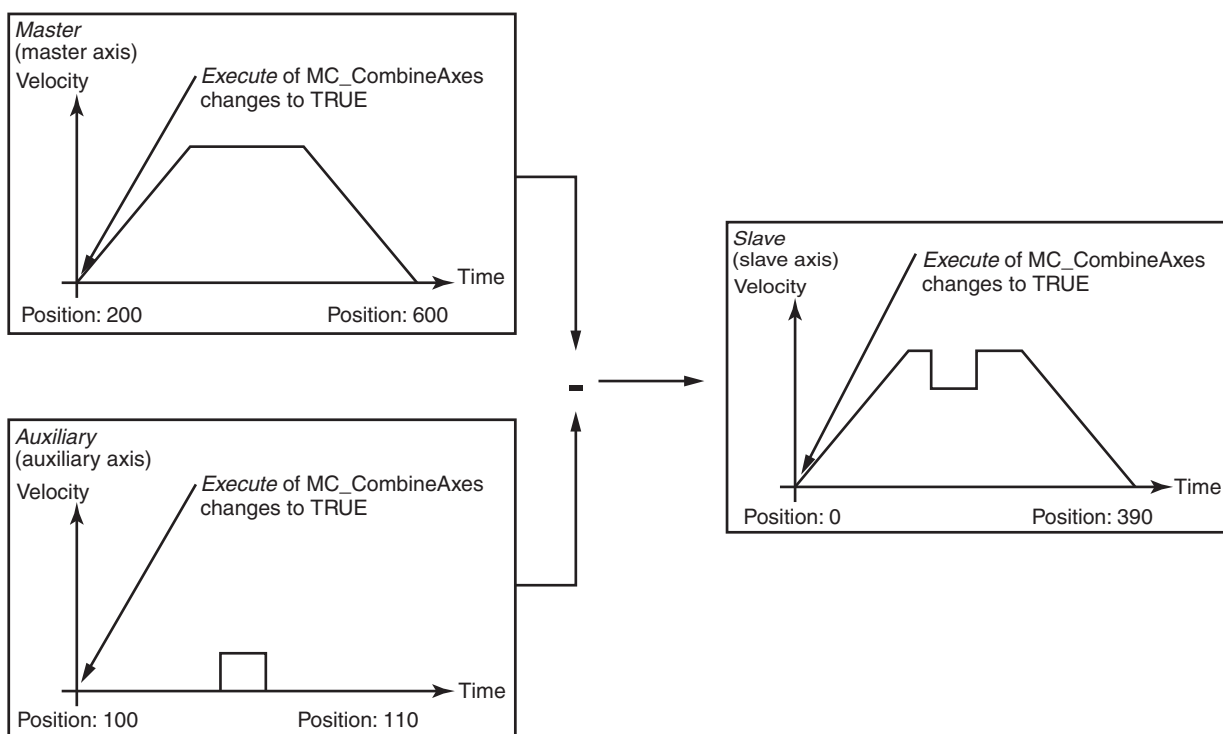 Master
(master axis)
Velocity
Execute of MC_CombineAxes
changes to TRUE
Time
Position: 200
Position: 600
-
Slave
(slave axis)
Velocity
Execute of MC_CombineAxes
changes to TRUE
Time
Position: 0
Position: 390
Auxiliary
(auxiliary axis)
Velocity
Execute of MC_CombineAxes
changes to TRUE
Time
Position: 100
Position: 110